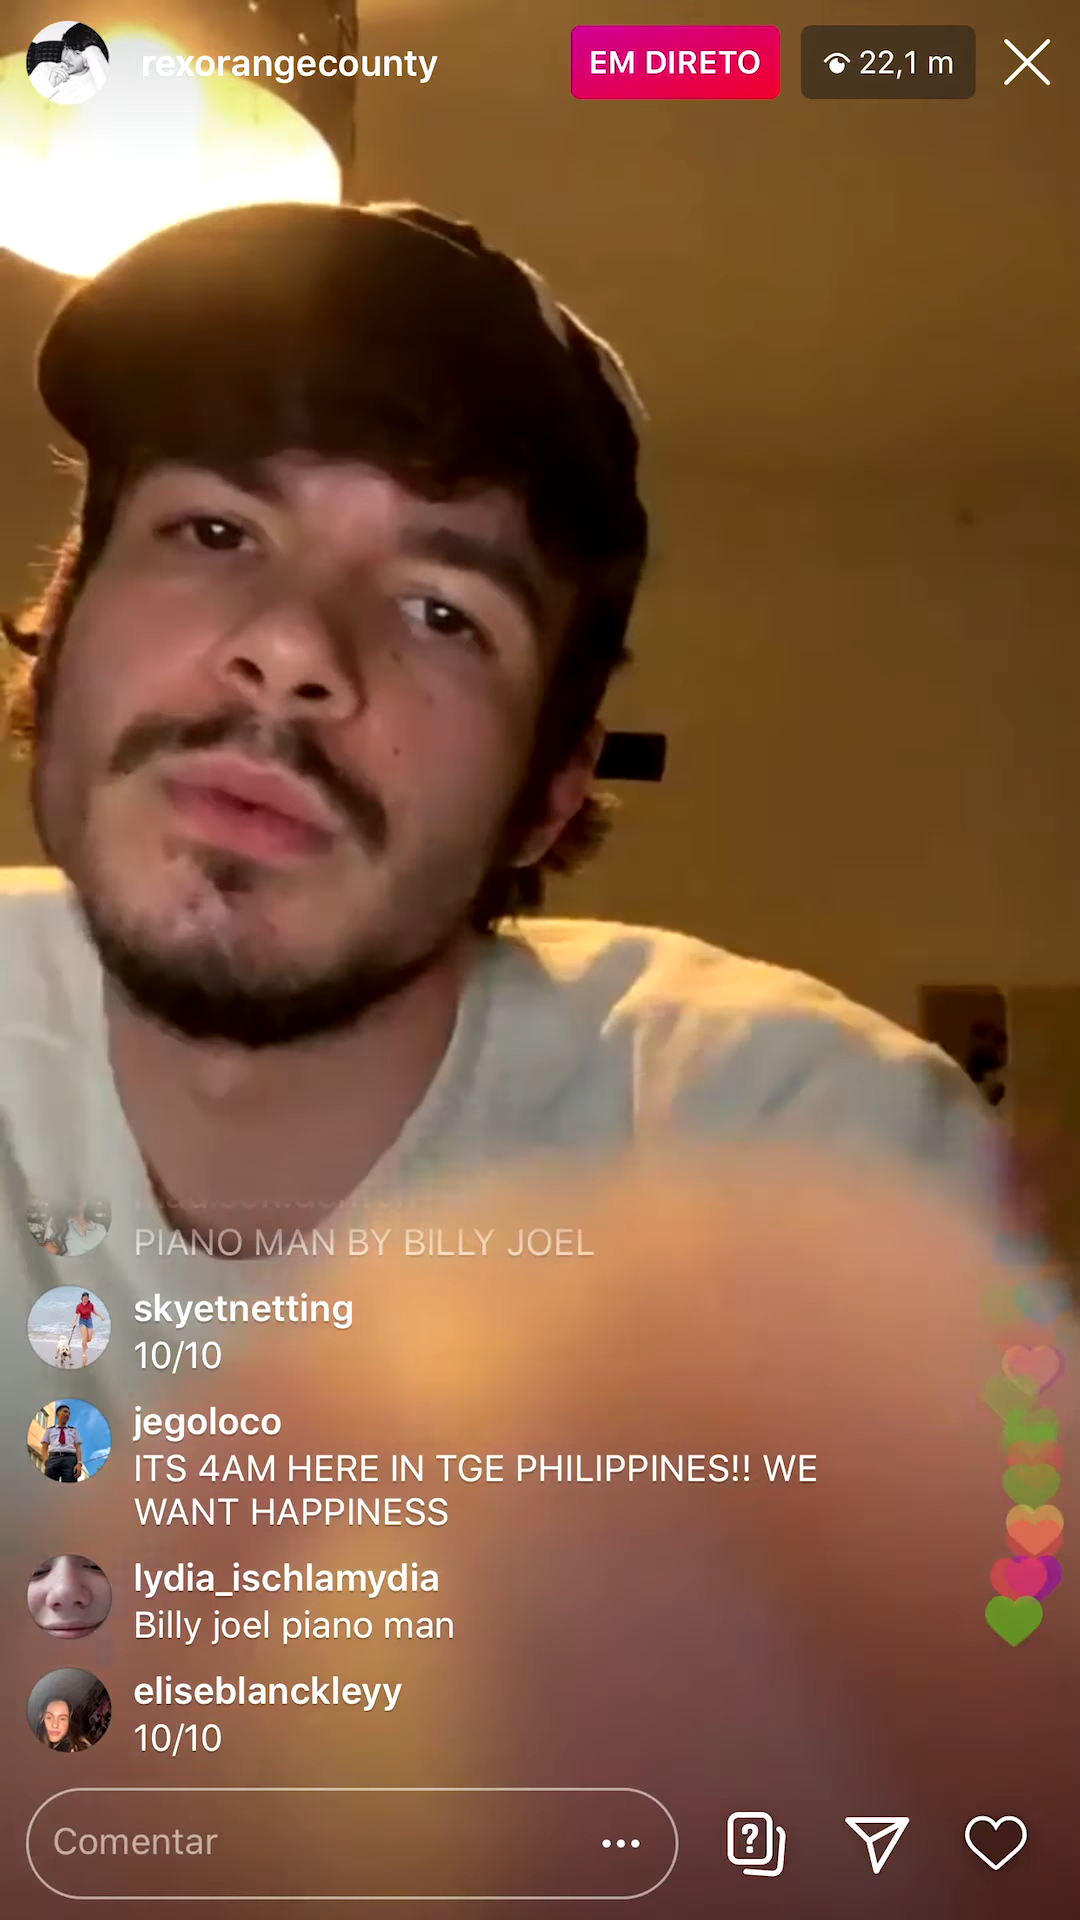 rexorangecounty
EM DIRETO
22,1 m
PIANO MAN BY BILLY JOEL
skyetnetting
10/10
jegoloco
ITS 4AM HERE IN TGE PHILIPPINES!! WE
WANT HAPPINESS
lydia_ischlamydia
Billy joel piano man
eliseblanckleyy
10/10
Comentar